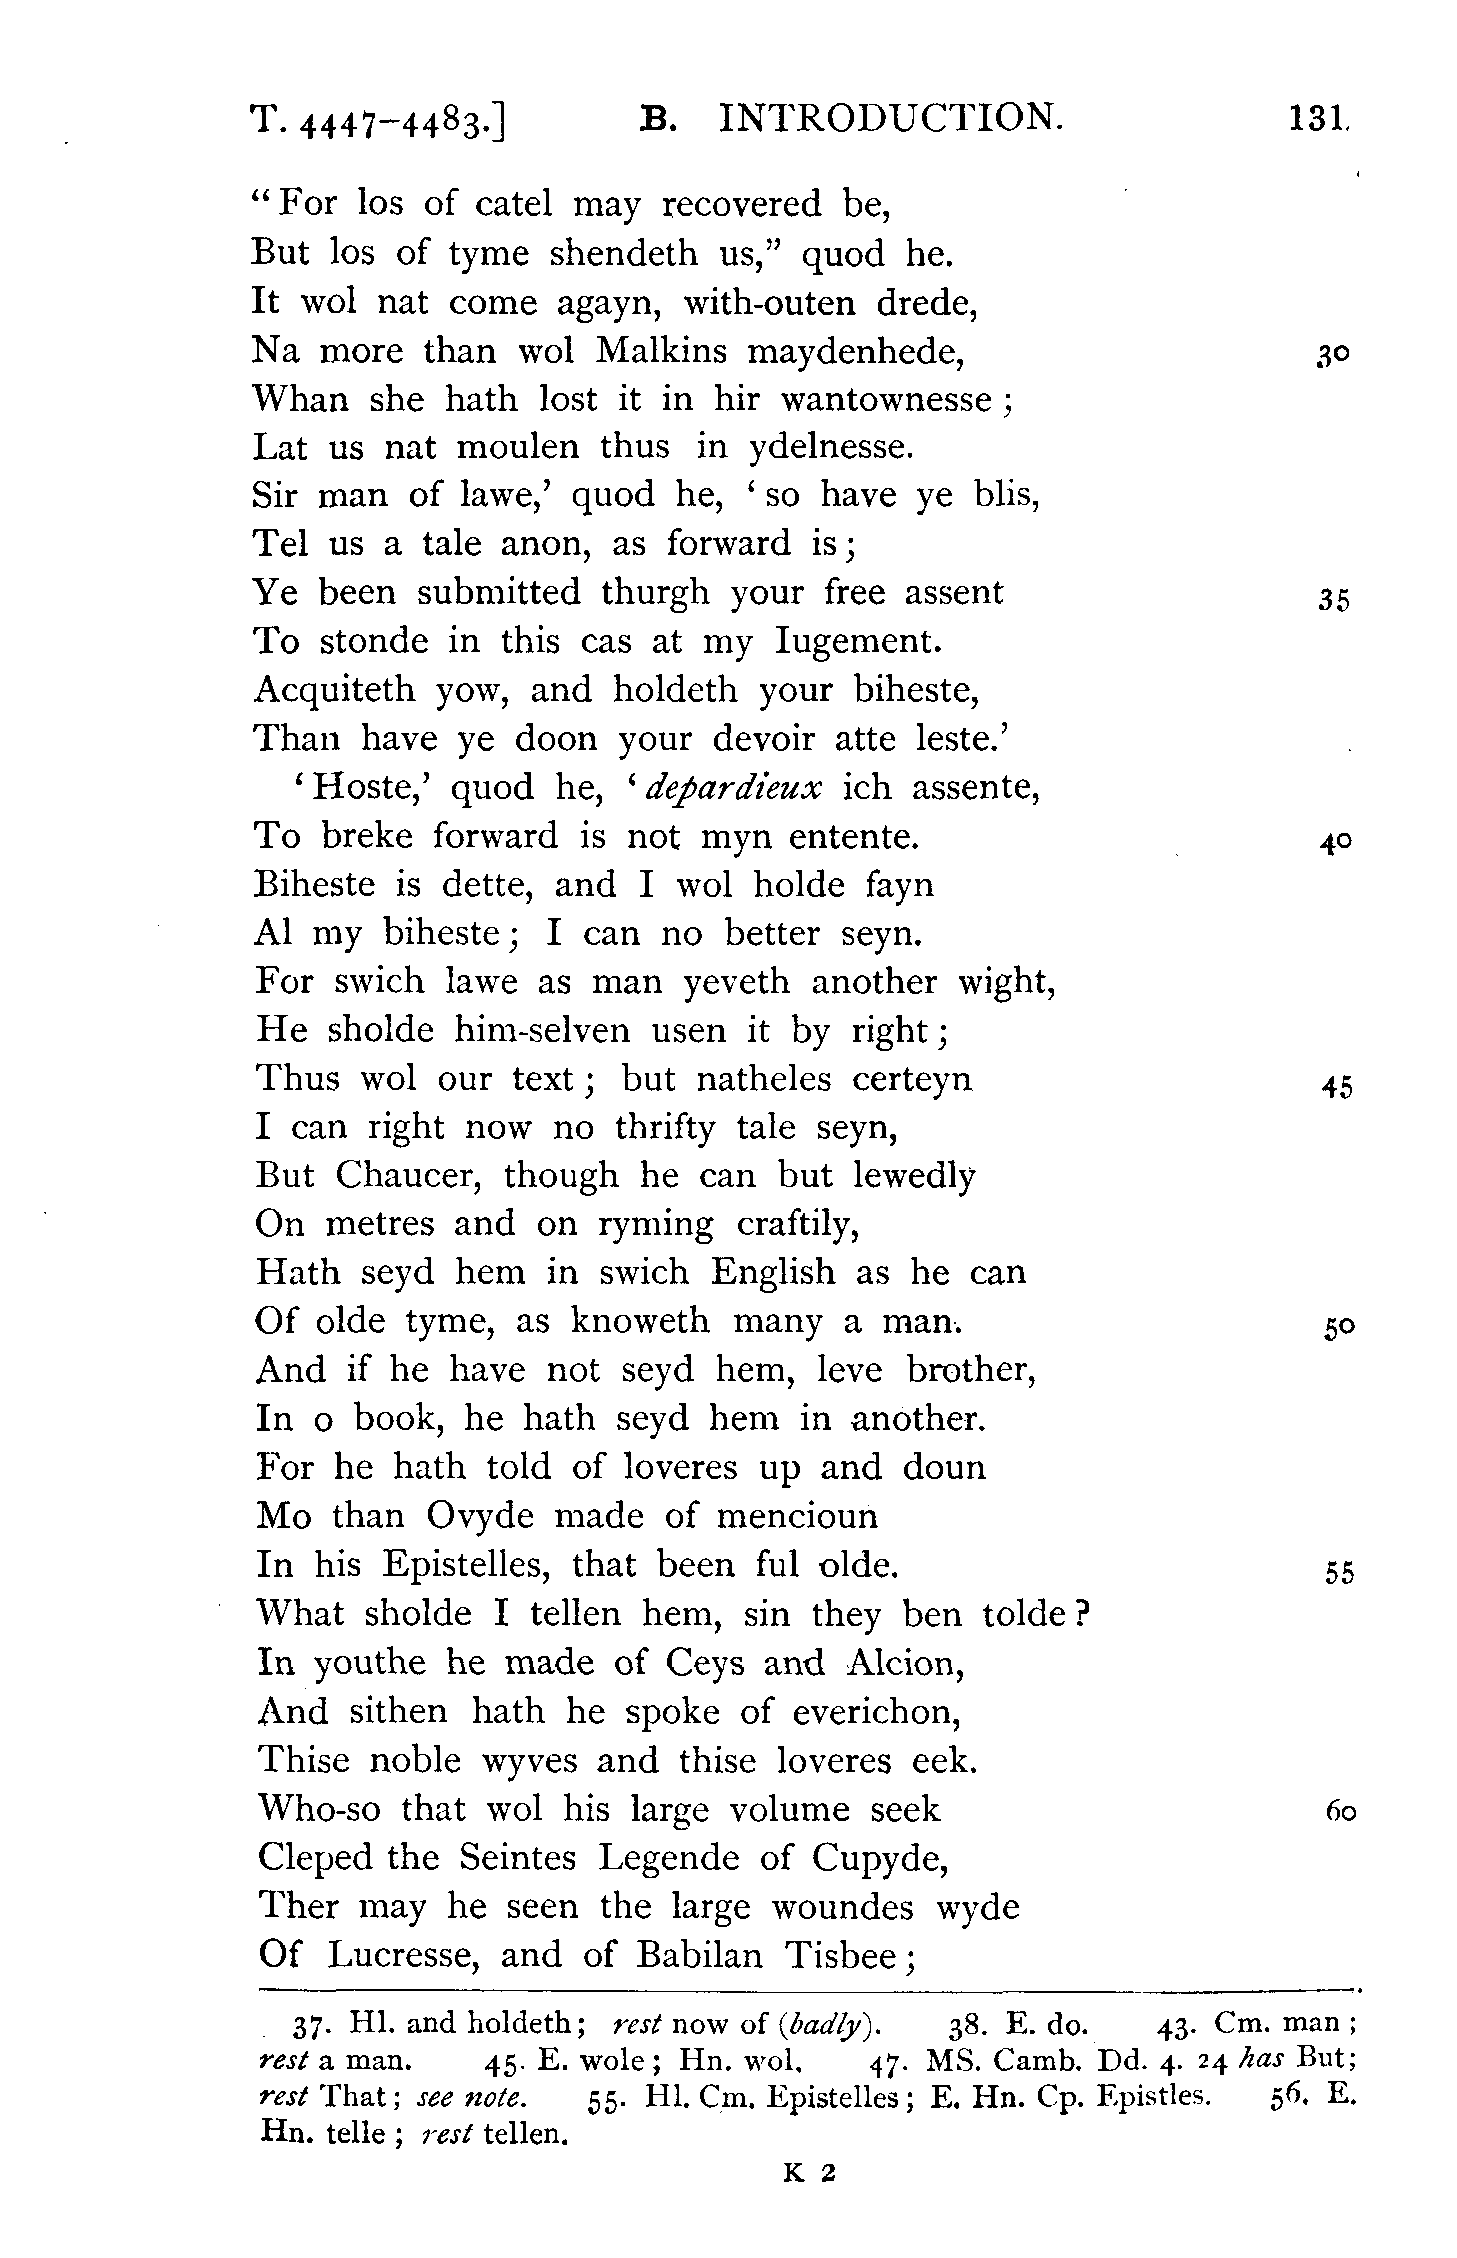 T. 4447–4483.] B. INTRODUCTION. 131
“For los of catel may recovered be,
But los of tyme shendeth us,” quod he.
It wol nat come agayn, with-outen drede,
Na more than wol Malkins maydenhede, 30
Whan she hath lost it in hir wantownesse ;
Lat us nat moulen thus in ydelnesse.
Sir man of lawe,’ quod he, ‘so have ye blis,
Tel us a tale anon, as forward is ;
Ye been submitted thurgh your free assent 35
To stonde in this cas at my Iugement.
Acquiteth yow, and holdeth your biheste,
Than have ye doon your devoir atte leste.’
‘Hoste,’ quod he, ‘depardieux ich assente,
To breke forward is not myn entente. 40
Biheste is dette, and I wol holde fayn
Al my biheste ; I can no better seyn.
For swich lawe as man yeveth another wight,
He sholde him-selven usen it by right ;
Thus wol our text ; but natheles certeyn 45
I can right now no thrifty tale seyn,
But Chaucer, though he can but lewedly
On metres and on ryming craftily,
Hath seyd hem in swich English as he can
Of olde tyme, as knoweth many a man. 50
And if he have not seyd hem, leve brother,
In o book, he hath seyd hem in another.
For he hath told of loveres up and doun
Mo than Ovyde made of mencioun
In his Epistelles, that been ful olde. 55
What sholde I tellen hem, sin they ben tolde ?
In youthe he made of Ceys and Alcion,
And sithen hath he spoke of everichon,
Thise noble wyves and thise loveres eek.
Who-so that wol his large volume seek 60
Cleped the Seintes Legende of Cupyde,
Ther may he seen the large woundes wyde
Of Lucresse, and of Babilan Tisbee ;
37. Hl. and holdeth ; rest now of (badly). 38. E. do. 43. Cm. man ;
rest a man. 45. E. wole ; Hn. wol. 47. MS. Camb. Dd. 4. 24 has But ;
rest That ; see note. 55. Hl. Cm. Epistelles ; E. Hn. Cp. Epistles. 56. E.
Hn. telle ; rest tellen.
K 2